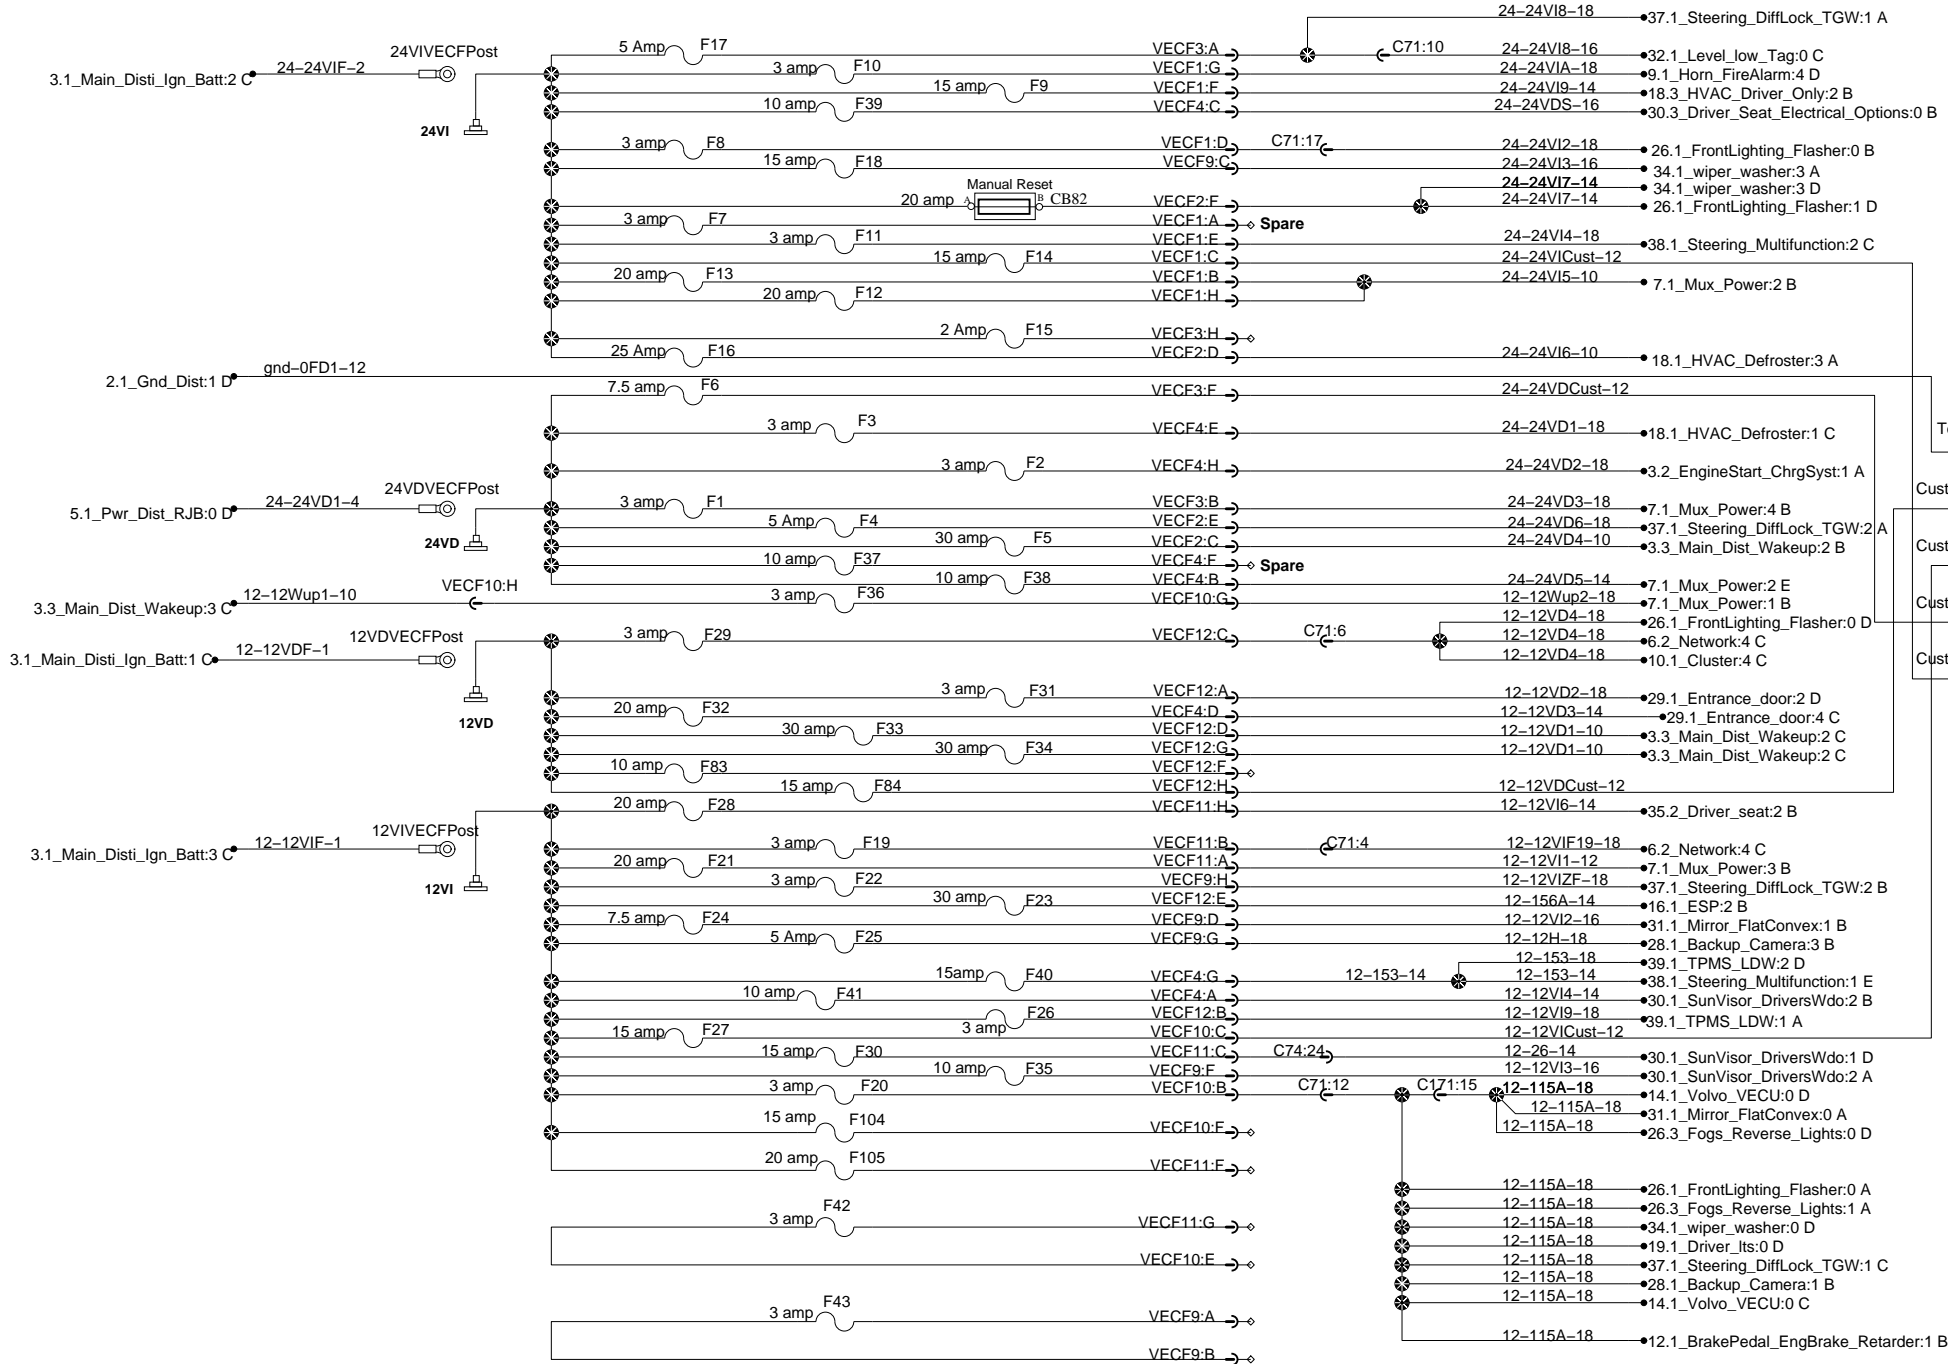 24–24VI8–18 37.1_Steering_DiffLock_TGW:1 A
24VIVECFPost 5 Amp F17 VECF3:A C71:10 24–24VI8–16 32.1_Level_low_Tag:0 C
3.1_Main_Disti_Ign_Batt:2 C 24–24VIF–2 3 amp F10 VECF1:G 24–24VIA–18 9.1_Horn_FireAlarm:4 D
15 amp F9 VECF1:F 24–24VI9–14 18.3_HVAC_Driver_Only:2 B
10 amp F39 VECF4:C 24–24VDS–16 30.3_Driver_Seat_Electrical_Options:0 B
24VI
3 amp F8 VECF1:D C71:17 24–24VI2–18 26.1_FrontLighting_Flasher:0 B
15 amp F18 VECF9:C 24–24VI3–16 34.1_wiper_washer:3 A
Manual Reset 24–24VI7–14 34.1_wiper_washer:3 D
20 amp A B CB82 VECF2:F 24–24VI7–14 26.1_FrontLighting_Flasher:1 D
3 amp F7 VECF1:A Spare
3 amp F11 VECF1:E 24–24VI4–18 38.1_Steering_Multifunction:2 C
15 amp F14 VECF1:C 24–24VICust–12
20 amp F13 VECF1:B 24–24VI5–10 7.1_Mux_Power:2 B
20 amp F12 VECF1:H
2 Amp F15 VECF3:H
25 Amp F16 VECF2:D 24–24VI6–10 18.1_HVAC_Defroster:3 A
2.1_Gnd_Dist:1 D gnd–0FD1–12
7.5 amp F6 VECF3:F 24–24VDCust–12
3 amp F3 VECF4:E 24–24VD1–18 18.1_HVAC_Defroster:1 C
3 amp F2 VECF4:H 24–24VD2–18 3.2_EngineStart_ChrgSyst:1 A
24VDVECFPost Cust
5.1_Pwr_Dist_RJB:0 D 24–24VD1–4 3 amp F1 VECF3:B 24–24VD3–18 7.1_Mux_Power:4 B
5 Amp F4 VECF2:E 24–24VD6–18 37.1_Steering_DiffLock_TGW:2 A
24VD 30 amp F5 VECF2:C 24–24VD4–10 3.3_Main_Dist_Wakeup:2 B Cust
10 amp F37 VECF4:F Spare
10 amp F38 VECF4:B 24–24VD5–14 7.1_Mux_Power:2 E
3.3_Main_Dist_Wakeup:3 C 12–12Wup1–10 VECF10:H 3 amp F36 VECF10:G 12–12Wup2–18 7.1_Mux_Power:1 B Cust
12–12VD4–18 26.1_FrontLighting_Flasher:0 D
12VDVECFPost 3 amp F29 VECF12:C C71:6 12–12VD4–18 6.2_Network:4 C
3.1_Main_Disti_Ign_Batt:1 C 12–12VDF–1 12–12VD4–18 10.1_Cluster:4 C Cust
3 amp F31 VECF12:A 12–12VD2–18 29.1_Entrance_door:2 D
12VD 20 amp F32 VECF4:D 12–12VD3–14 29.1_Entrance_door:4 C
30 amp F33 VECF12:D 12–12VD1–10 3.3_Main_Dist_Wakeup:2 C
30 amp F34 VECF12:G 12–12VD1–10 3.3_Main_Dist_Wakeup:2 C
10 amp F83 VECF12:F
15 amp F84 VECF12:H 12–12VDCust–12
20 amp F28 VECF11:H 12–12VI6–14 35.2_Driver_seat:2 B
12VIVECFPost
3.1_Main_Disti_Ign_Batt:3 C 12–12VIF–1 3 amp F19 VECF11:B C71:4 12–12VIF19–18 6.2_Network:4 C
20 amp F21 VECF11:A 12–12VI1–12 7.1_Mux_Power:3 B
12VI 3 amp F22 VECF9:H 12–12VIZF–18 37.1_Steering_DiffLock_TGW:2 B
30 amp F23 VECF12:E 12–156A–14 16.1_ESP:2 B
7.5 amp F24 VECF9:D 12–12VI2–16 31.1_Mirror_FlatConvex:1 B
5 Amp F25 VECF9:G 12–12H–18 28.1_Backup_Camera:3 B
12–153–18 39.1_TPMS_LDW:2 D
15amp F40 VECF4:G 12–153–14 12–153–14 38.1_Steering_Multifunction:1 E
10 amp F41 VECF4:A 12–12VI4–14 30.1_SunVisor_DriversWdo:2 B
3 amp F26 VECF12:B 12–12VI9–18 39.1_TPMS_LDW:1 A
15 amp F27 VECF10:C 12–12VICust–12
15 amp F30 VECF11:C C74:24 12–26–14 30.1_SunVisor_DriversWdo:1 D
10 amp F35 VECF9:F 12–12VI3–16 30.1_SunVisor_DriversWdo:2 A
3 amp F20 VECF10:B C71:12 C171:15 12–115A–18 14.1_Volvo_VECU:0 D
12–115A–18 31.1_Mirror_FlatConvex:0 A
15 amp F104 VECF10:F 12–115A–18 26.3_Fogs_Reverse_Lights:0 D
20 amp F105 VECF11:F
12–115A–18 26.1_FrontLighting_Flasher:0 A
12–115A–18 26.3_Fogs_Reverse_Lights:1 A
3 amp F42 VECF11:G 12–115A–18 34.1_wiper_washer:0 D
12–115A–18 19.1_Driver_lts:0 D
VECF10:E 12–115A–18 37.1_Steering_DiffLock_TGW:1 C
12–115A–18 28.1_Backup_Camera:1 B
12–115A–18 14.1_Volvo_VECU:0 C
3 amp F43 VECF9:A
12–115A–18 12.1_BrakePedal_EngBrake_Retarder:1 B
VECF9:B